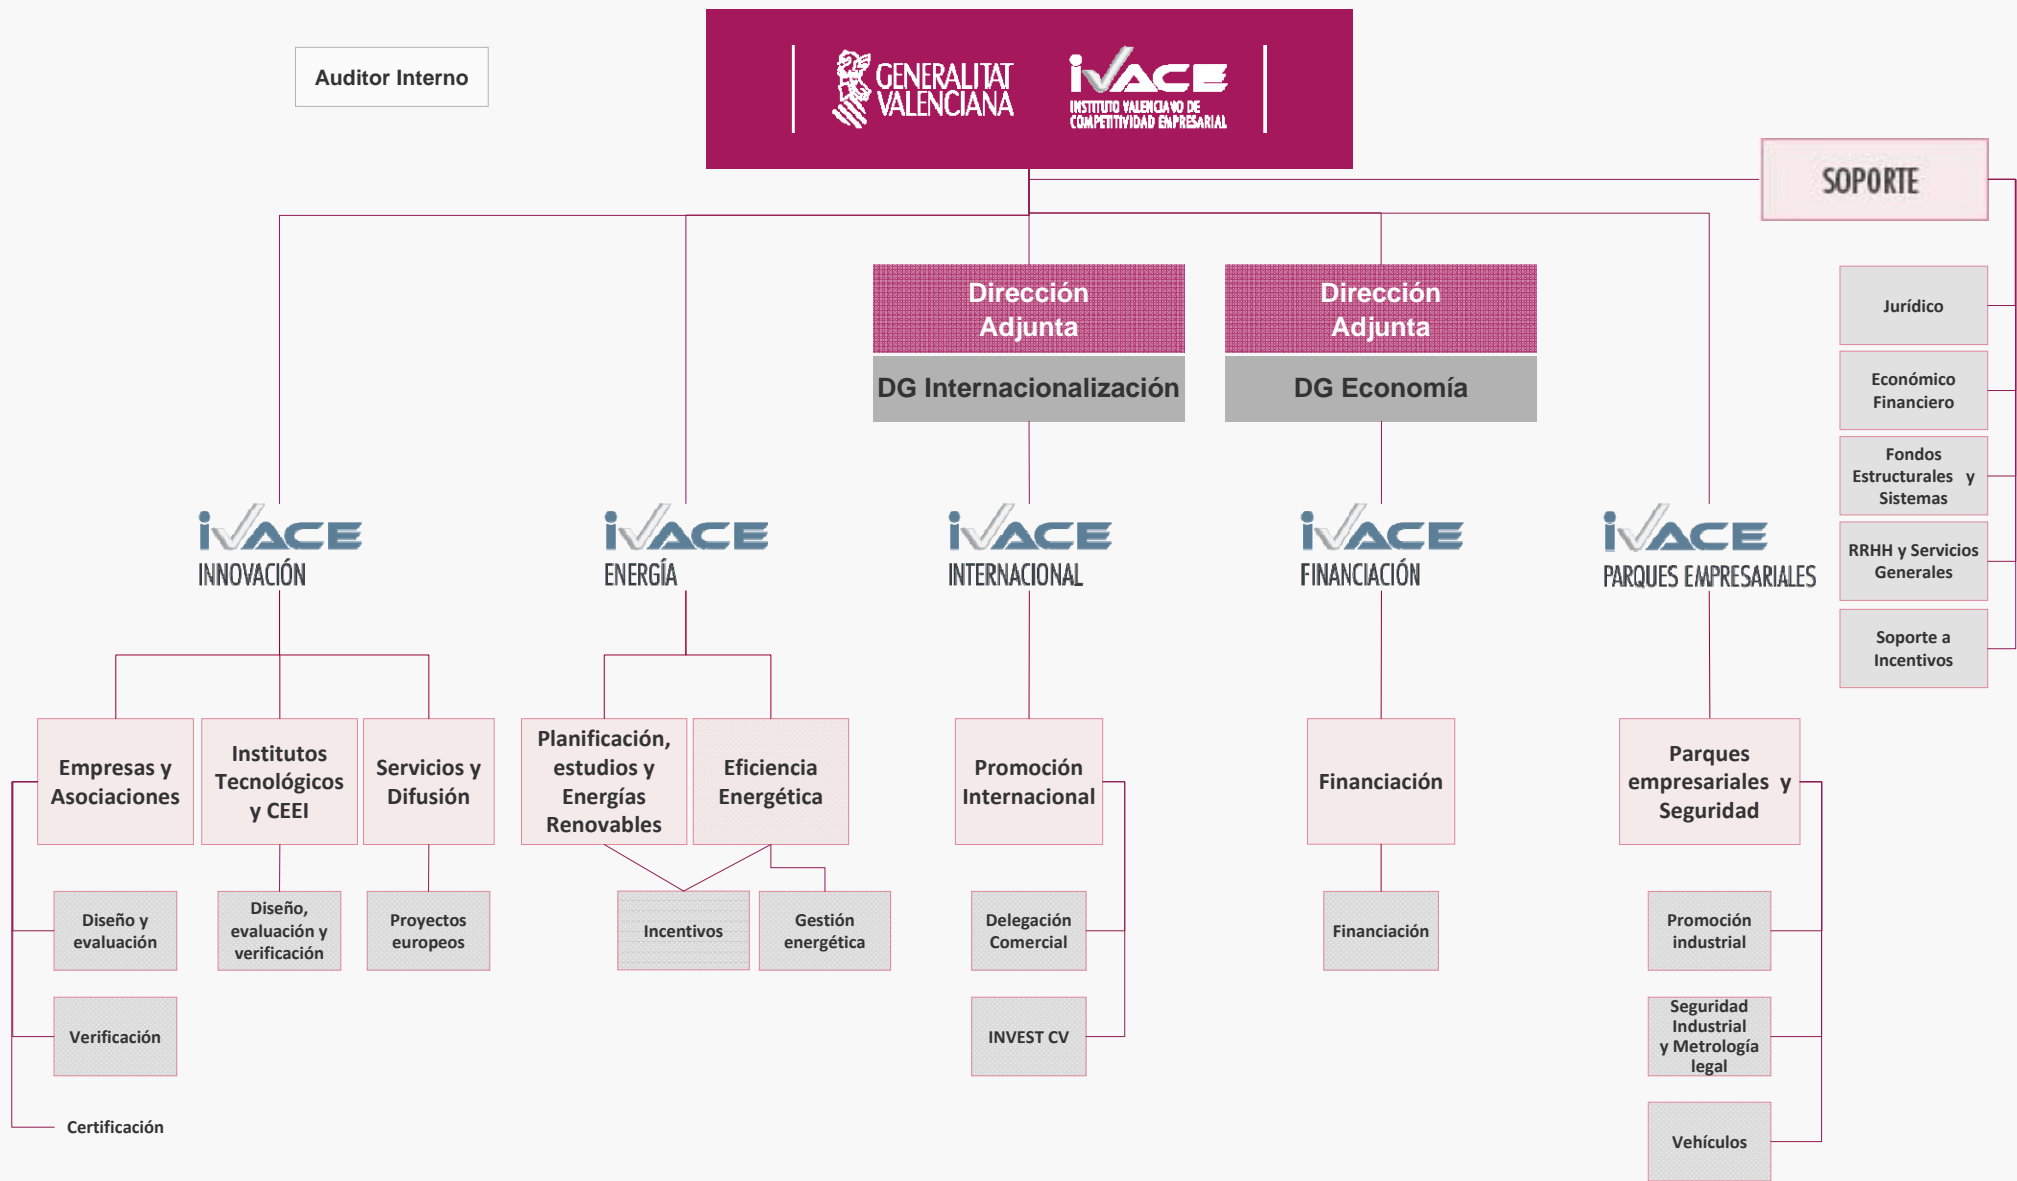 Auditor Interno
GENERALITAT
VALENCIANA
iVACE
INSTITUTO VALENCIANO DE
COMPETITIVIDAD EMPRESARIAL
SOPORTE
Jurídico
Económico
Financiero
Fondos
Estructurales y
Sistemas
RRHH y Servicios
Generales
Soporte a
Incentivos
Dirección
Adjunta
DG Internacionalización
Dirección
Adjunta
DG Economía
iVACE
INNOVACIÓN
iVACE
ENERGÍA
iVACE
INTERNACIONAL
iVACE
FINANCIACIÓN
iVACE
PARQUES EMPRESARIALES
Empresas y
Asociaciones
Institutos
Tecnológicos
y CEEI
Servicios y
Difusión
Planificación,
estudios y
Energías
Renovables
Eficiencia
Energética
Promoción
Internacional
Financiación
Parques
empresariales y
Seguridad
Diseño y
evaluación
Diseño,
evaluación y
verificación
Proyectos
europeos
Incentivos
Gestión
energética
Delegación
Comercial
Financiación
Promoción
industrial
Verificación
INVEST CV
Seguridad
Industrial
y Metrología
legal
Certificación
Vehículos